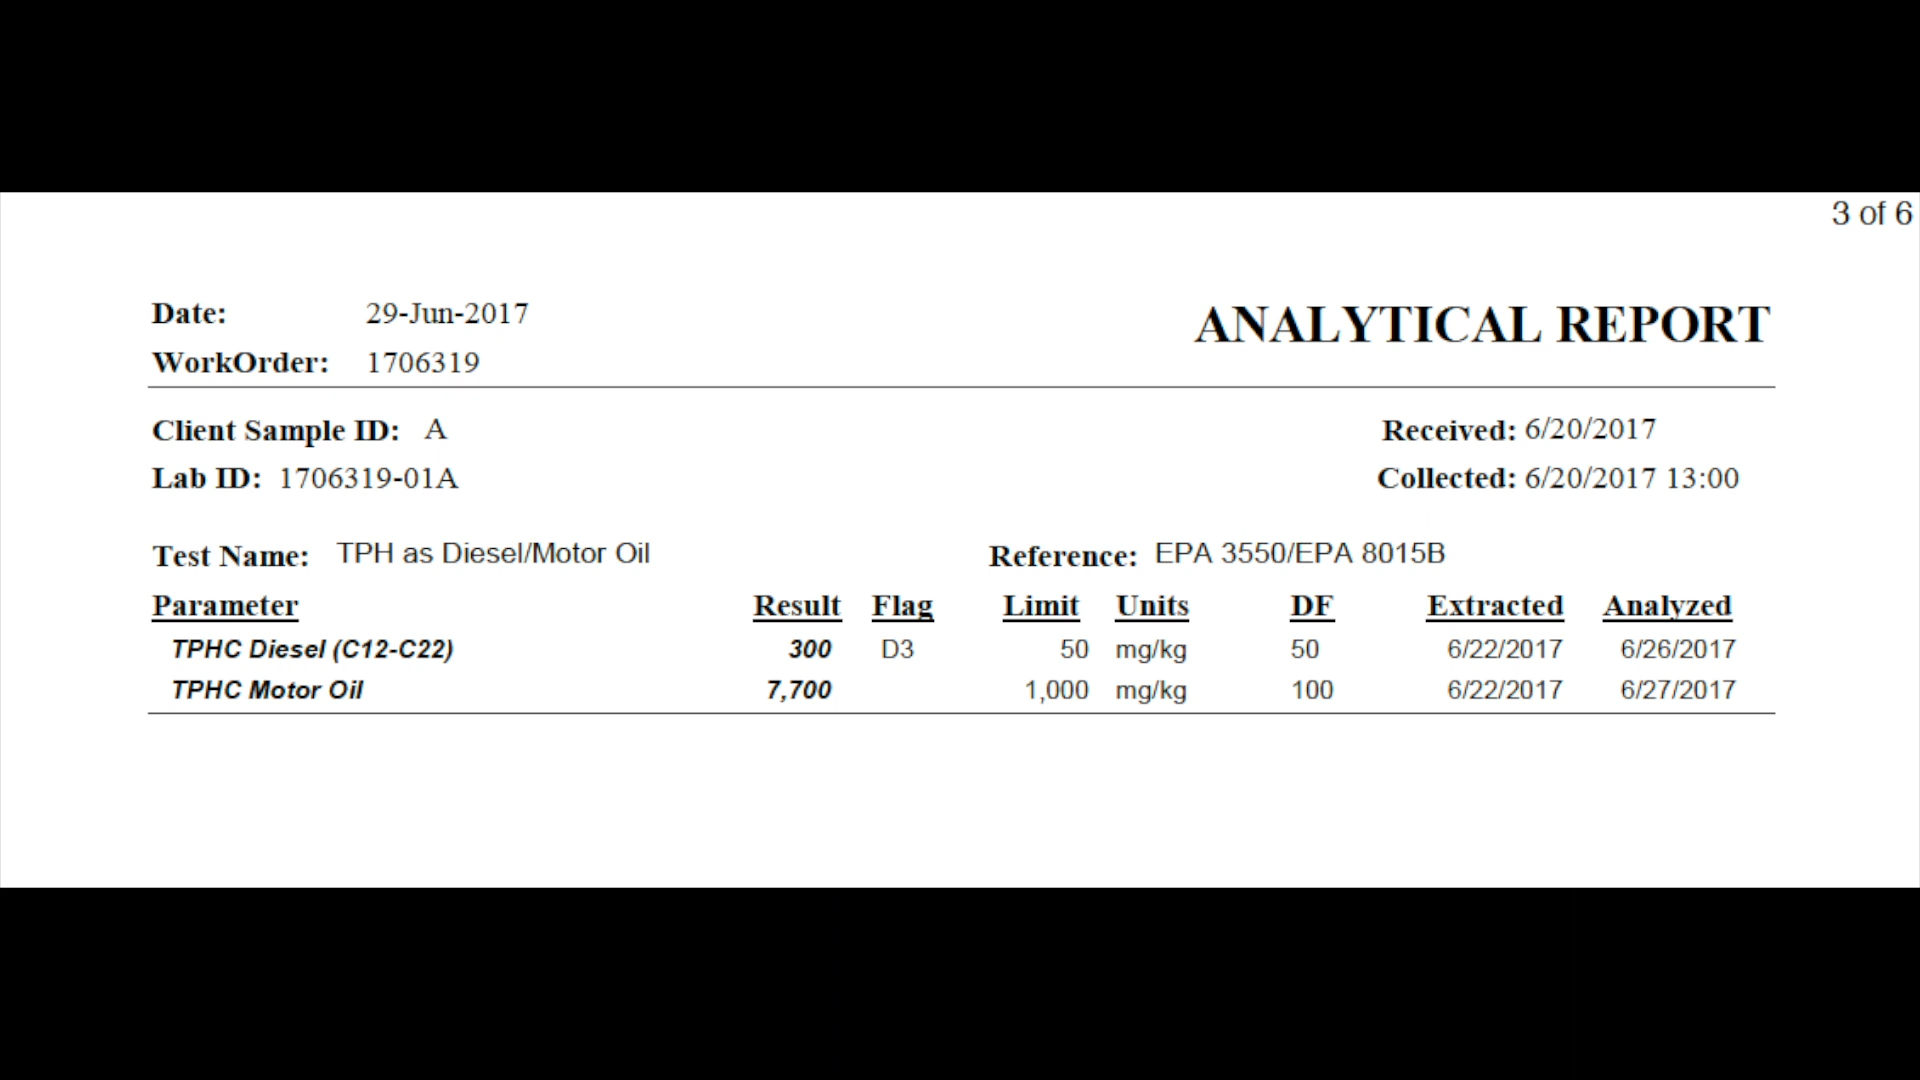 3 of 6
Date: 29-Jun-2017
ANALYTICAL REPORT
WorkOrder: 1706319
Client Sample ID: A
Received: 6/20/2017
Lab ID: 1706319-01A
Collected: 6/20/2017 13:00
Test Name: TPH as Diesel/Motor Oil
Reference: EPA 3550/EPA 8015B
Parameter Result Flag Limit Units DF Extracted Analyzed
TPHC Diesel (C12-C22) 300 D3 50 mg/kg 50 6/22/2017 6/26/2017
TPHC Motor Oil 7,700 1,000 mg/kg 100 6/22/2017 6/27/2017